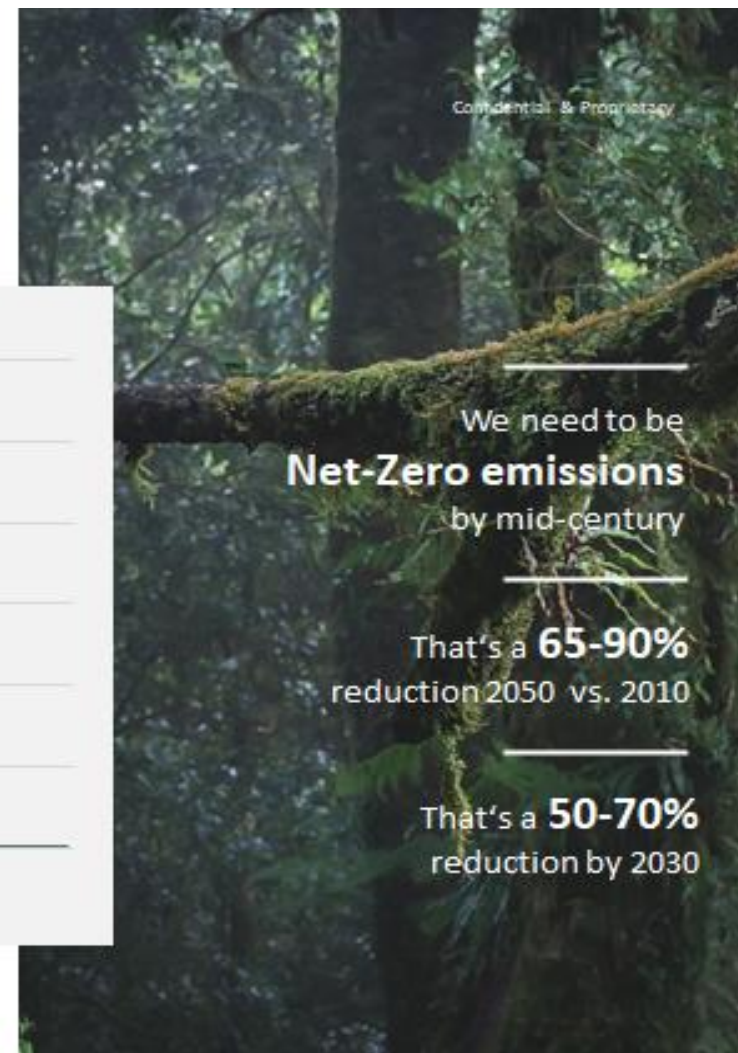 Confidential & Proprietary
We need to be
Net-Zero emissions
by mid-century
That's a 65-90%
reduction 2050 vs. 2010
That's a 50-70%
reduction by 2030